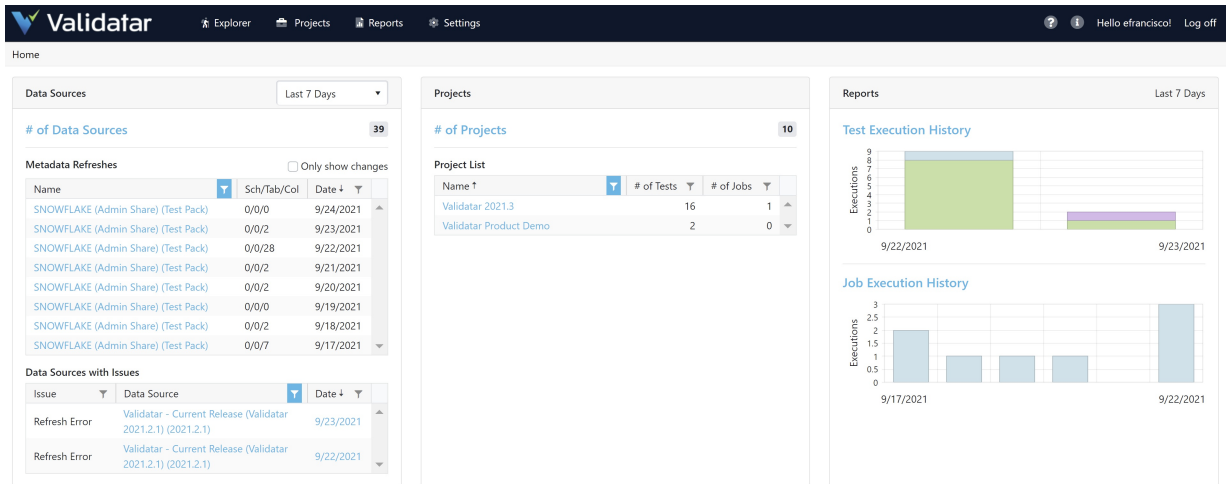 Validatar Explorer Projects Reports Settings ? i Hello efrancisco! Log off
Home
Data Sources Last 7 Days
# of Data Sources 39
Metadata Refreshes Only show changes
Name Sch/Tab/Col Date
SNOWFLAKE (Admin Share) (Test Pack) 0/0/0 9/24/2021
SNOWFLAKE (Admin Share) (Test Pack) 0/0/2 9/23/2021
SNOWFLAKE (Admin Share) (Test Pack) 0/0/28 9/22/2021
SNOWFLAKE (Admin Share) (Test Pack) 0/0/2 9/21/2021
SNOWFLAKE (Admin Share) (Test Pack) 0/0/2 9/20/2021
SNOWFLAKE (Admin Share) (Test Pack) 0/0/0 9/19/2021
SNOWFLAKE (Admin Share) (Test Pack) 0/0/2 9/18/2021
SNOWFLAKE (Admin Share) (Test Pack) 0/0/7 9/17/2021
Data Sources with Issues
Issue Data Source Date
Refresh Error Validatar - Current Release (Validatar 2021.2.1) (2021.2.1) 9/23/2021
Refresh Error Validatar - Current Release (Validatar 2021.2.1) (2021.2.1) 9/22/2021
Projects
# of Projects 10
Project List
Name # of Tests # of Jobs
Validatar 2021.3 16 1
Validatar Product Demo 2 0
Reports Last 7 Days
Test Execution History
Executions
9
8
7
6
5
4
3
2
1
0
9/22/2021 9/23/2021
Job Execution History
Executions
3
2.5
2
1.5
1
0.5
0
9/17/2021 9/22/2021